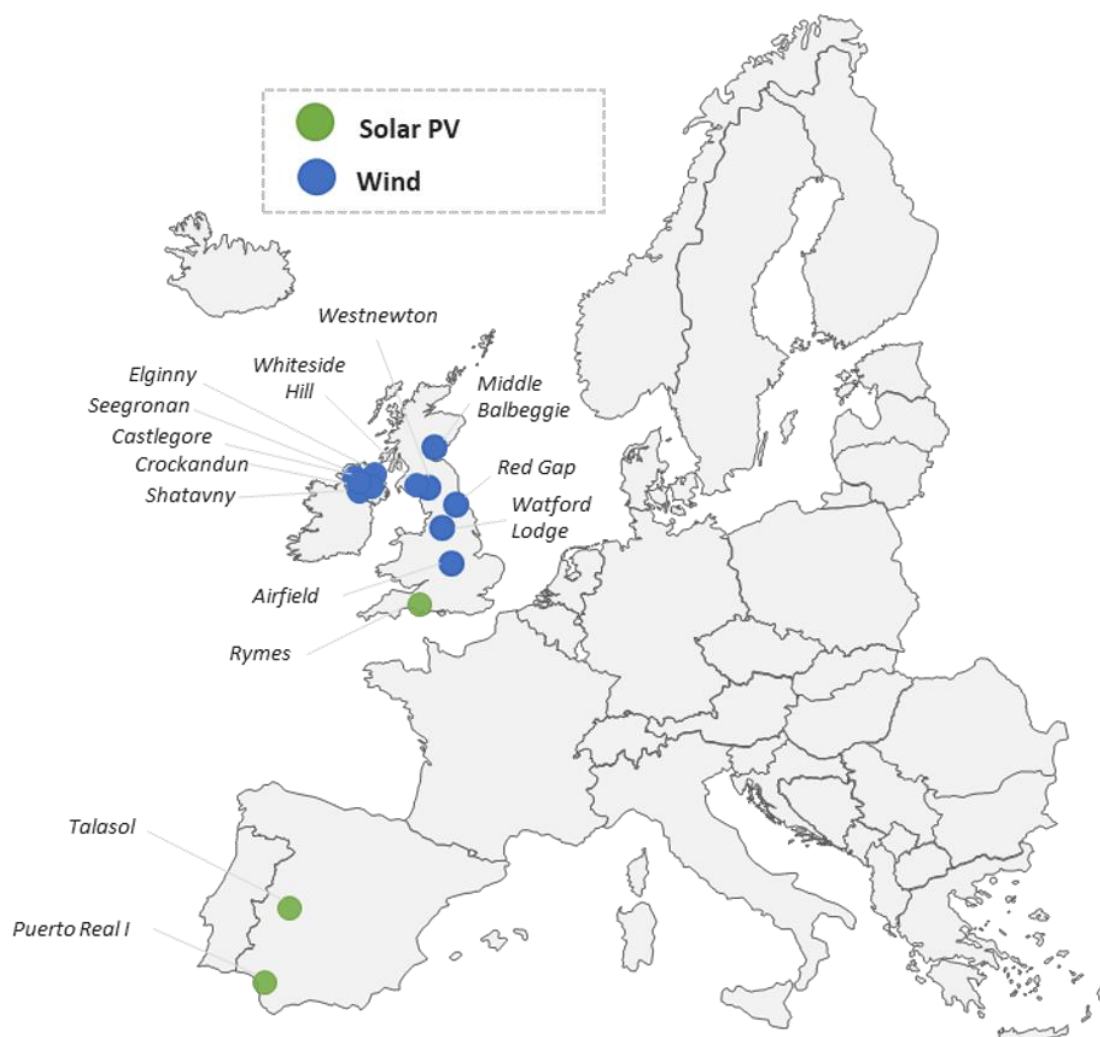 Solar PV
Wind
Westnewton
Whiteside
Hill
Elginny
Seegronan
Castlegore
Crockandun
Shatavny
Middle
Balbeggie
Red Gap
Watford
Lodge
Airfield
Rymes
Talasol
Puerto Real I